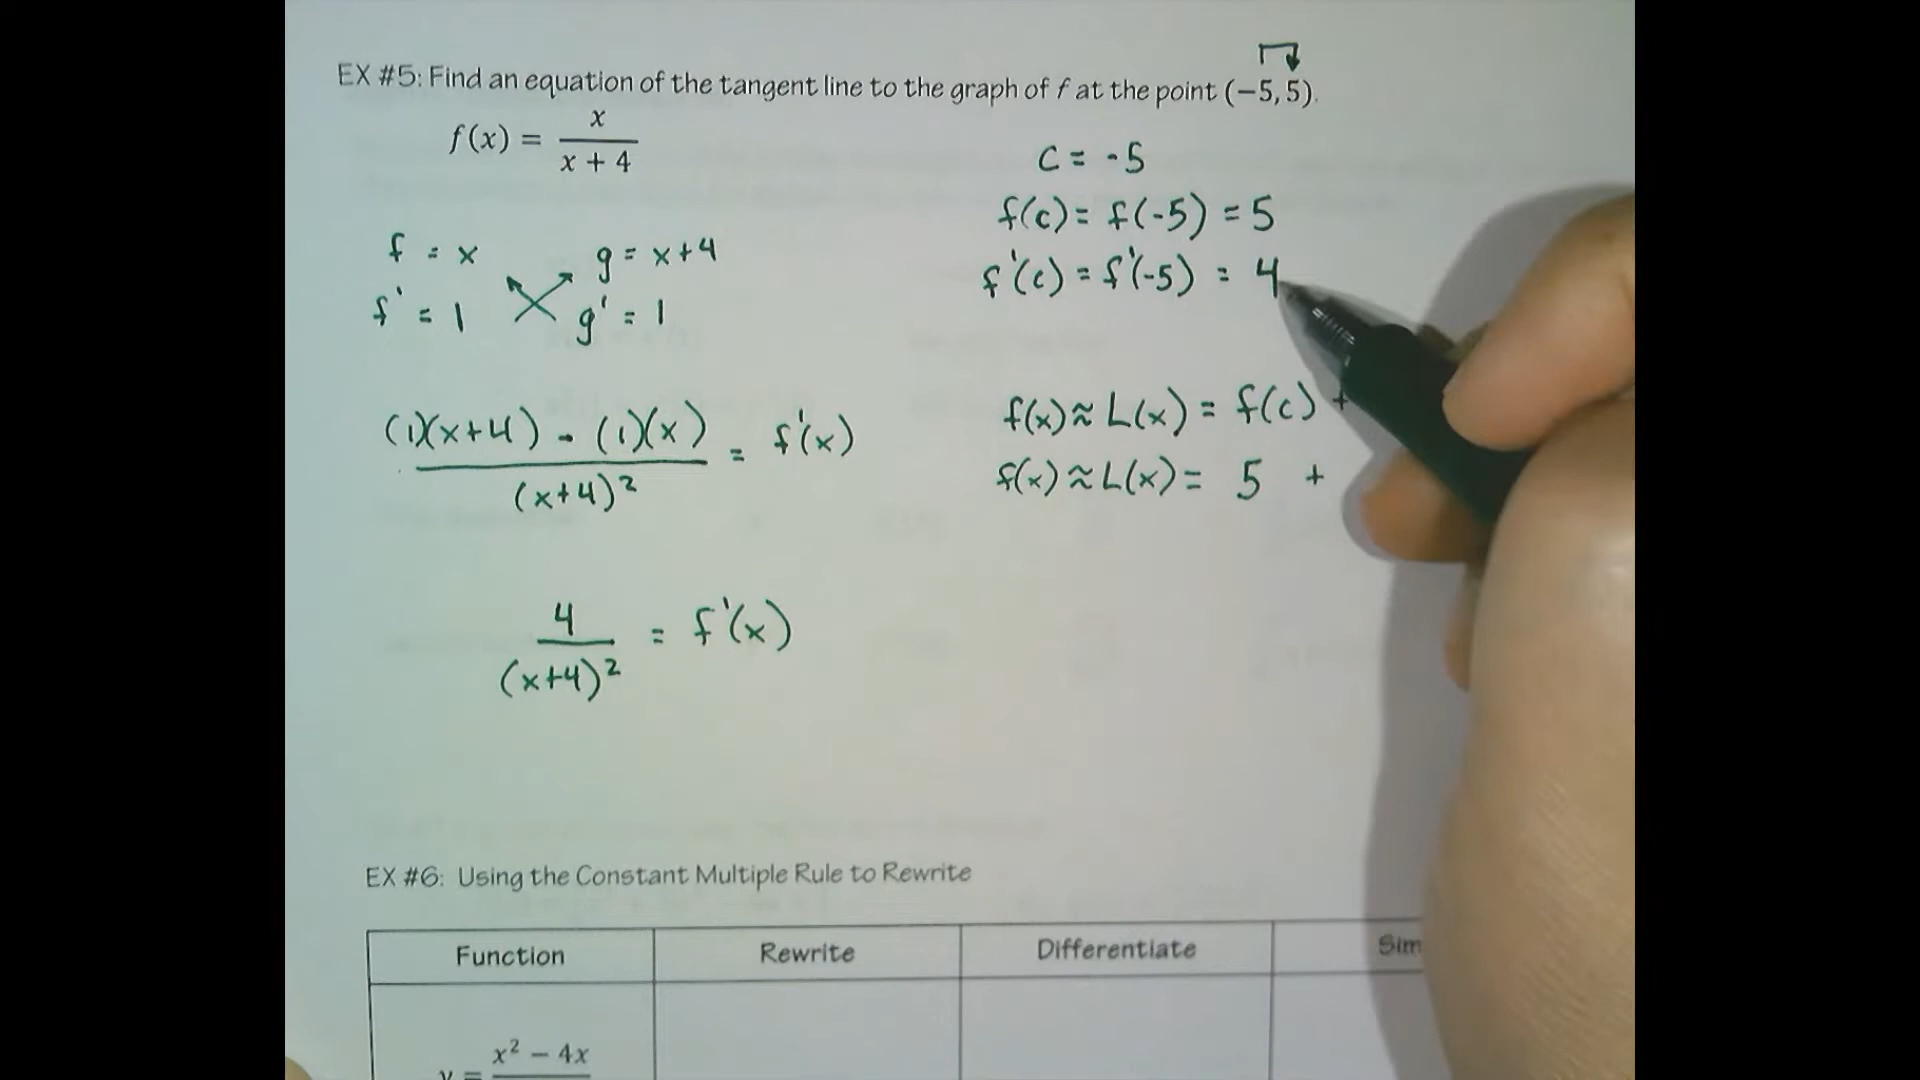 EX #5: Find an equation of the tangent line to the graph of f at the point (−5, 5).
f(x) = x / (x + 4)
c = -5
f(c) = f(-5) = 5
f'(c) = f'(-5) = 4
f = x g = x+4
f' = 1 g' = 1
(1)(x+4) - (1)(x) / (x+4)² = f'(x)
f(x) ≈ L(x) = f(c) +
f(x) ≈ L(x) = 5 +
4 / (x+4)² = f'(x)
EX #6: Using the Constant Multiple Rule to Rewrite
Function Rewrite Differentiate Sim
y = x² − 4x